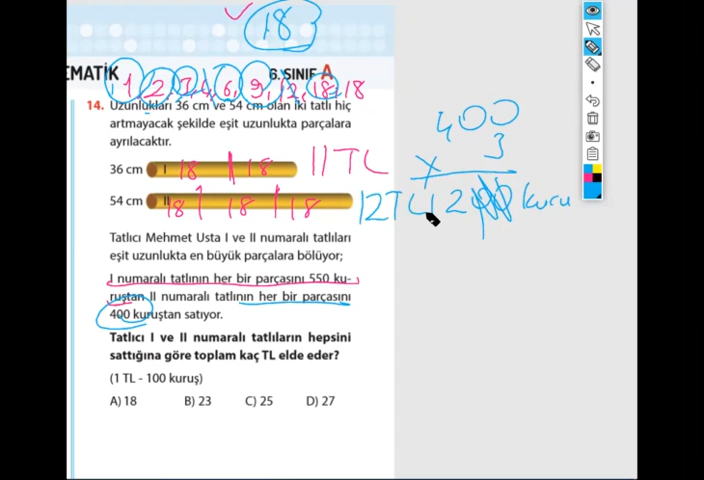 18
EMATİK
6. SINIF A
1, 2, 3, 4, 6, 9, 12, 18, 18
14. Uzunlukları 36 cm ve 54 cm olan iki tatlı hiç
artmayacak şekilde eşit uzunlukta parçalara
ayrılacaktır.
36 cm I 18 18 11 TL
54 cm II 18 18 18 12 TL
400
x 3
1200 kuru
Tatlıcı Mehmet Usta I ve II numaralı tatlıları
eşit uzunlukta en büyük parçalara bölüyor;
I numaralı tatlının her bir parçasını 550 ku-
ruştan II numaralı tatlının her bir parçasını
400 kuruştan satıyor.
Tatlıcı I ve II numaralı tatlıların hepsini
sattığına göre toplam kaç TL elde eder?
(1 TL - 100 kuruş)
A) 18 B) 23 C) 25 D) 27